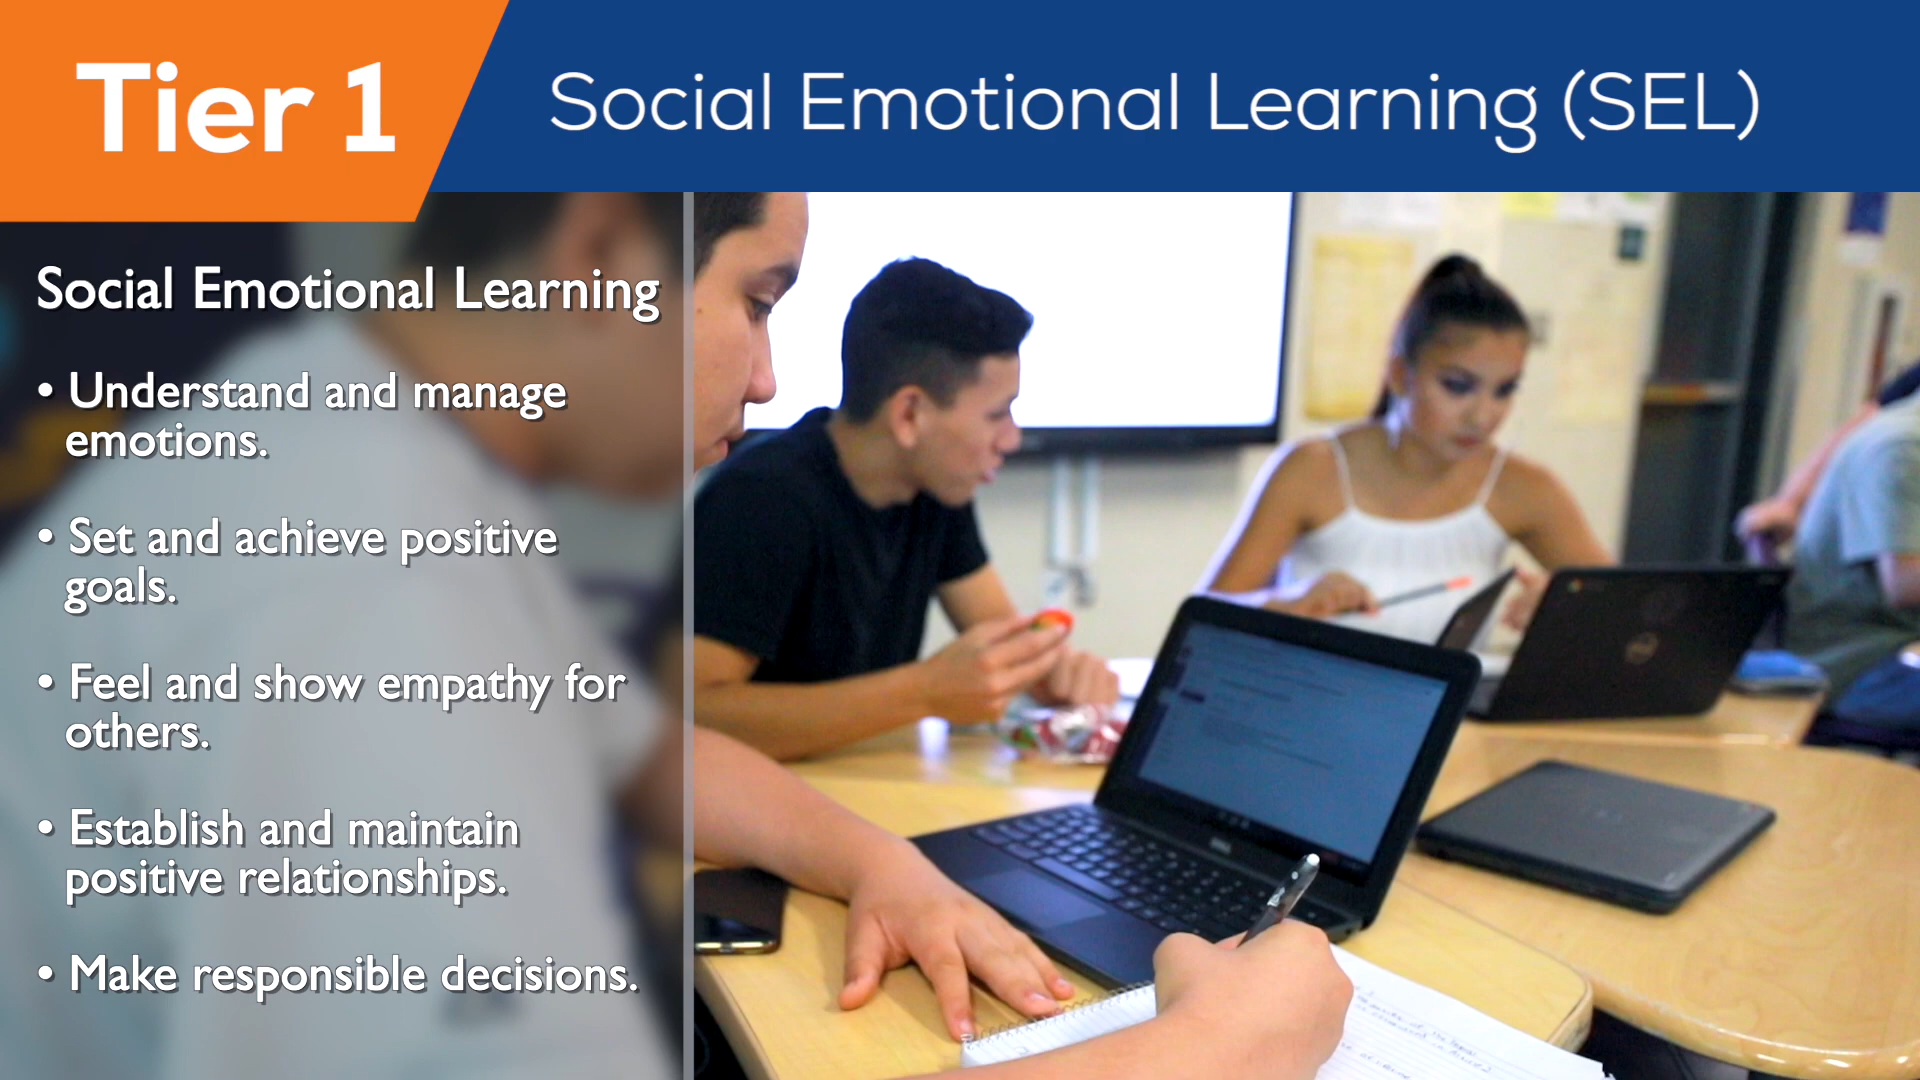 Tier 1
Social Emotional Learning (SEL)
Social Emotional Learning
• Understand and manage
emotions.
• Set and achieve positive
goals.
• Feel and show empathy for
others.
• Establish and maintain
positive relationships.
• Make responsible decisions.